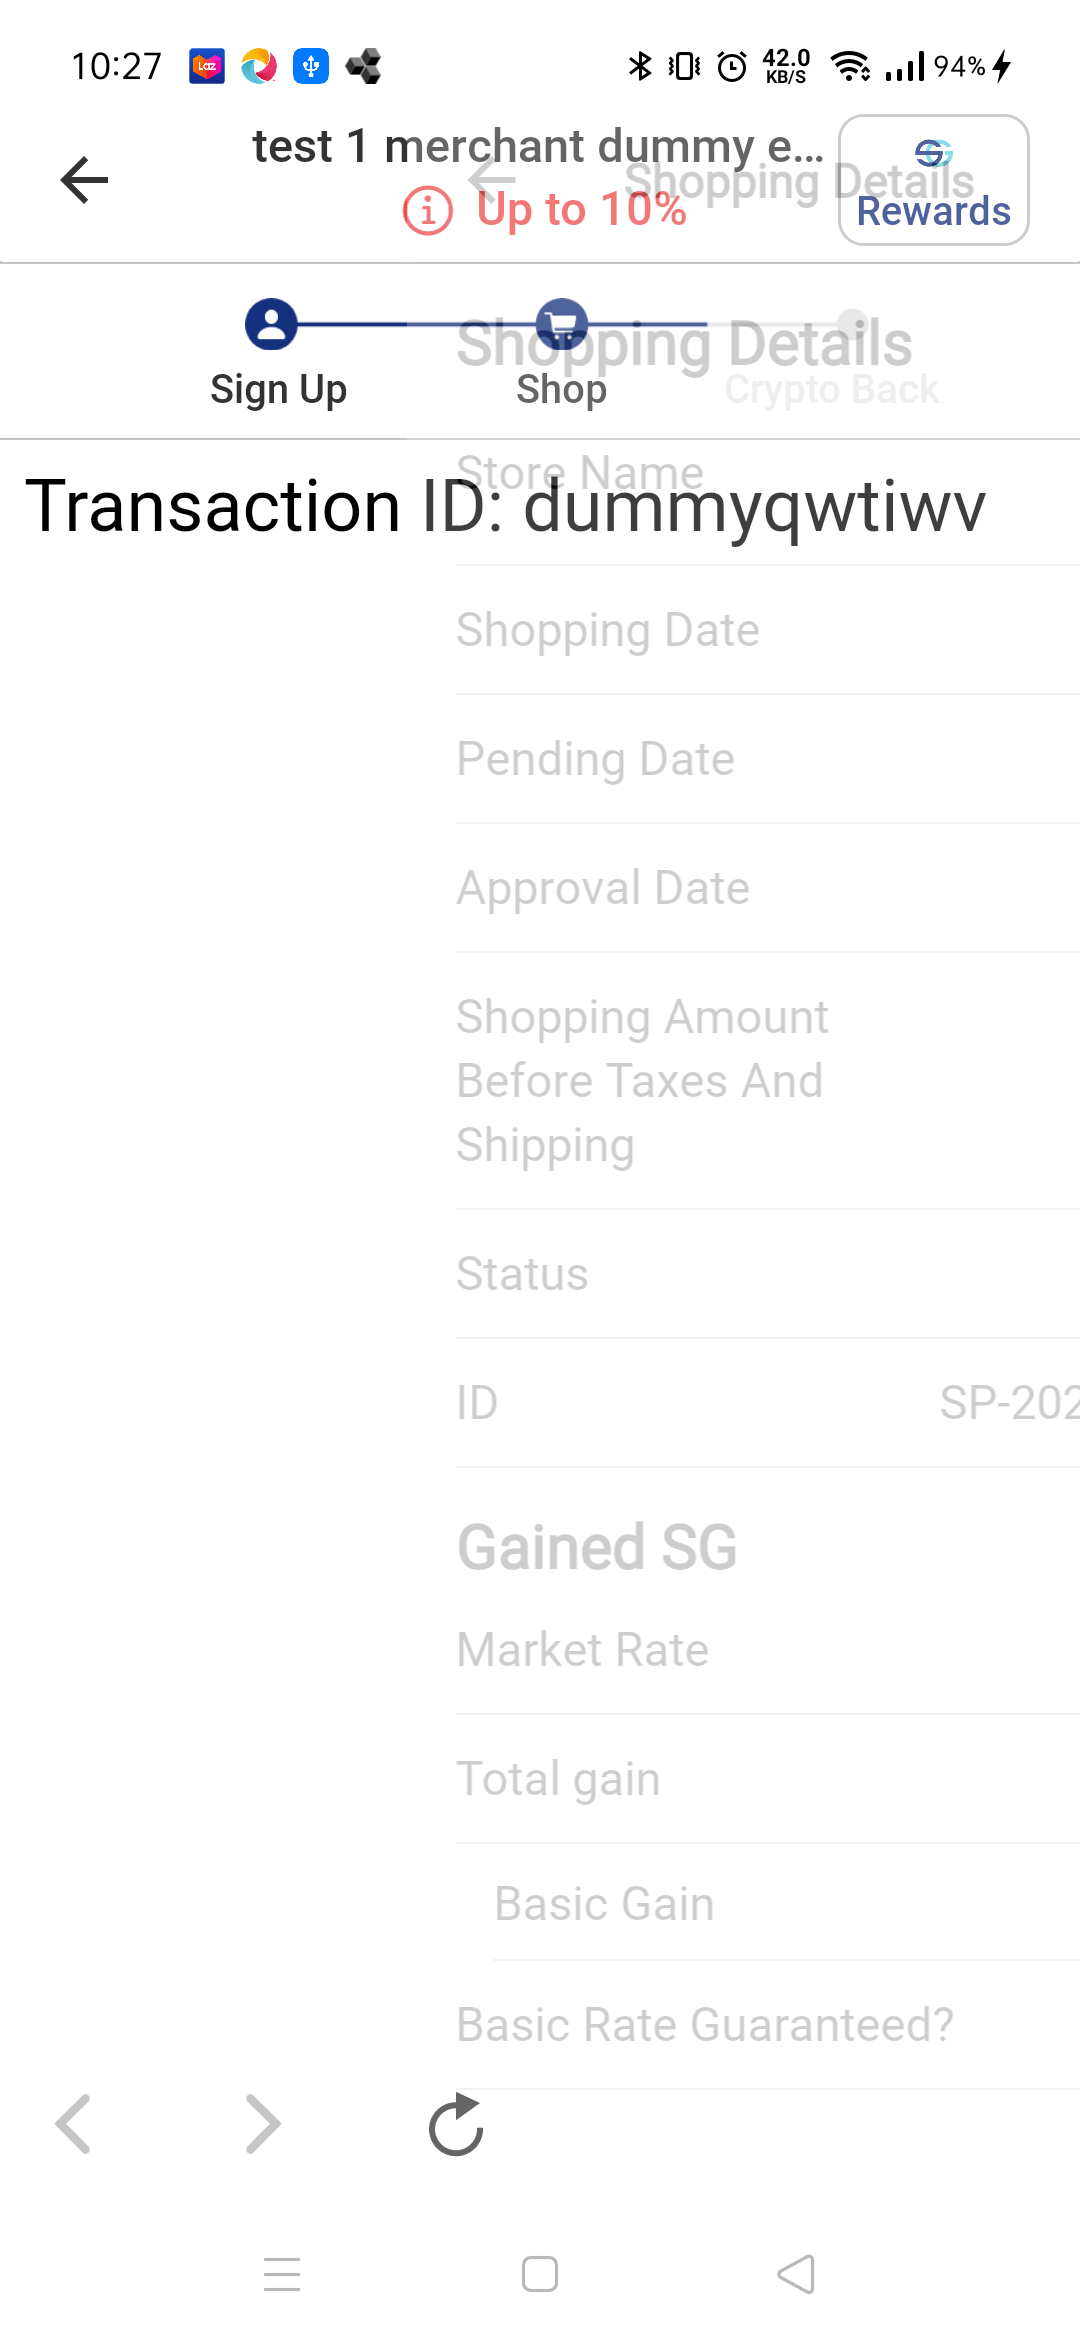 10:27
Laz
42.0
KB/S
94%
test 1 merchant dummy e...
Shopping Details
Up to 10%
SG
Rewards
Shopping Details
Sign Up
Shop
Crypto Back
Store Name
Transaction ID: dummyqwtiwv
Shopping Date
Pending Date
Approval Date
Shopping Amount
Before Taxes And
Shipping
Status
ID
SP-202
Gained SG
Market Rate
Total gain
Basic Gain
Basic Rate Guaranteed?